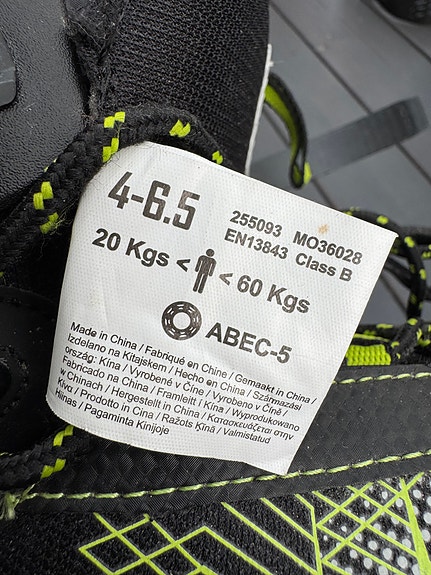 4-6.5
255093 MO36028
EN13843 Class B
20 Kgs < < 60 Kgs
ABEC-5
Made in China / Fabriqué en Chine / Gemaakt in China /
Izdelano na Kitajskem / Hecho en China / Származási
ország: Kína / Vyrobené v Číne / Vyrobeno v Číně /
Fabricado na China / Framleitt í Kína / Wyprodukowano
w Chinach / Hergestellt in China / Κατασκευάζεται στην
Κίνα / Prodotto in Cina / Ražots Ķīnā / Valmistatud
Hiinas / Pagaminta Kinijoje